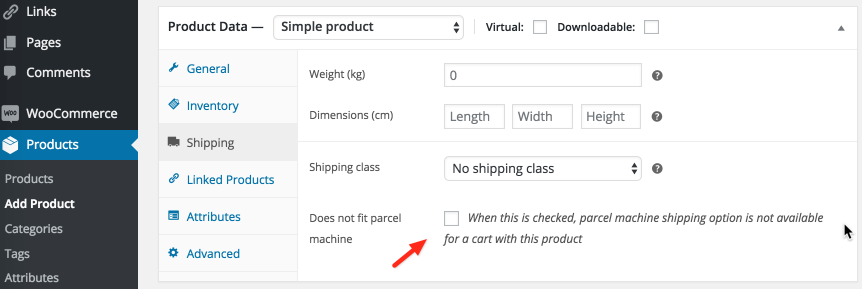 Links
Pages
Comments
WOO
WooCommerce
Products
Products
Add Product
Categories
Tags
Attributes
Product Data — Simple product Virtual: Downloadable:
General
Inventory
Shipping
Linked Products
Attributes
Advanced
Weight (kg) 0 ?
Dimensions (cm) Length Width Height ?
Shipping class No shipping class ?
Does not fit parcel machine
When this is checked, parcel machine shipping option is not available
for a cart with this product